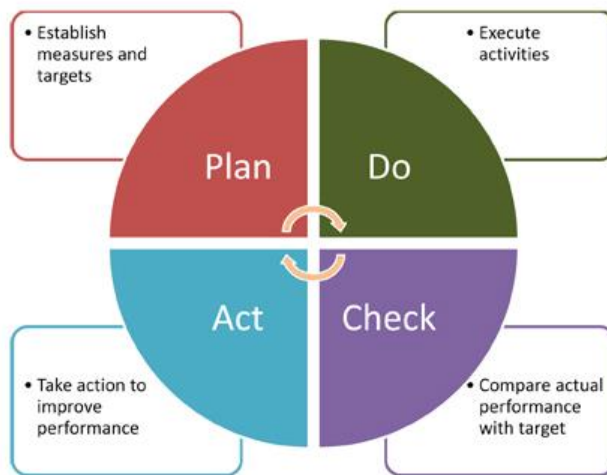 • Establish
measures and
targets
• Execute
activities
Plan
Do
Act
Check
• Take action to
improve
performance
• Compare actual
performance
with target